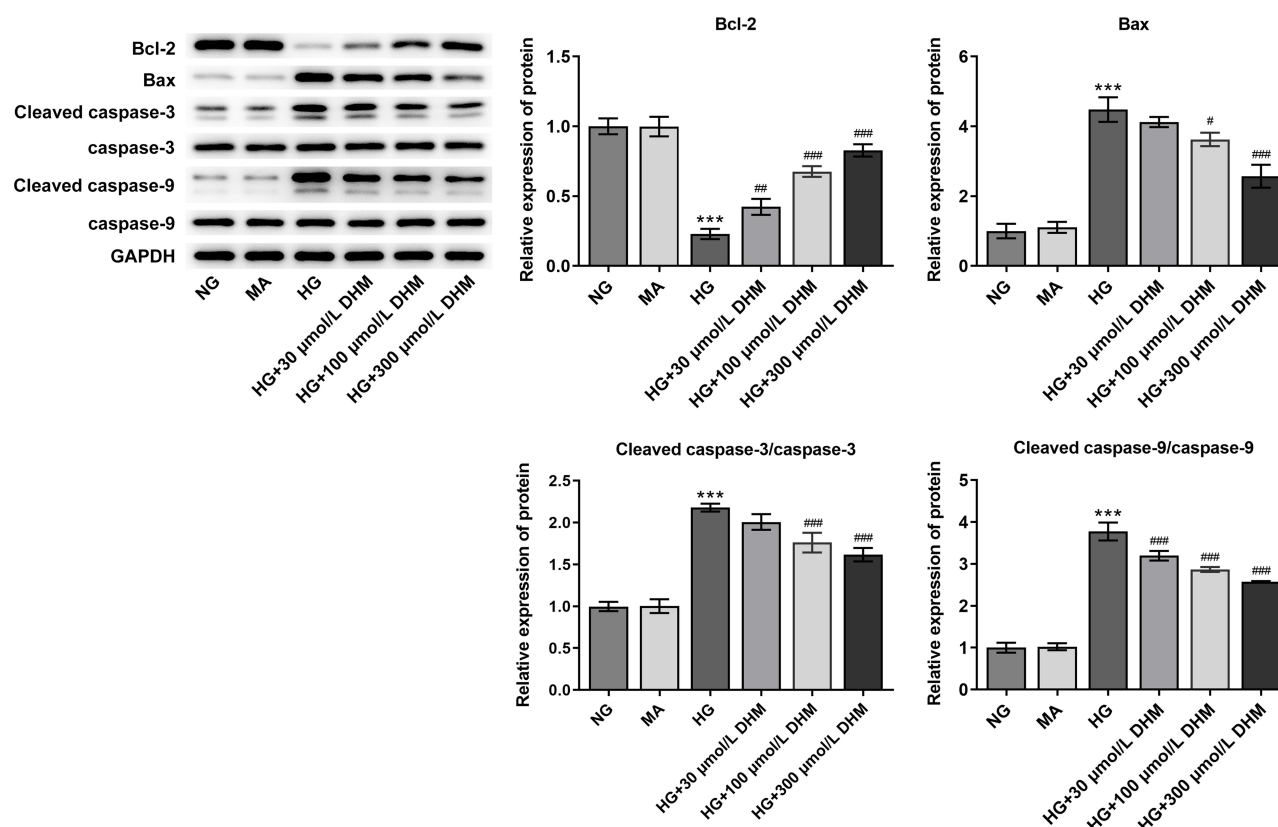 Bcl-2
Bax
Cleaved caspase-3
caspase-3
Cleaved caspase-9
caspase-9
GAPDH
NG
MA
HG
HG+30 μmol/L DHM
HG+100 μmol/L DHM
HG+300 μmol/L DHM
Bcl-2
Relative expression of protein
1.5
1.0
0.5
0.0
***
##
###
###
NG
MA
HG
HG+30 μmol/L DHM
HG+100 μmol/L DHM
HG+300 μmol/L DHM
Bax
Relative expression of protein
6
4
2
0
***
#
###
NG
MA
HG
HG+30 μmol/L DHM
HG+100 μmol/L DHM
HG+300 μmol/L DHM
Cleaved caspase-3/caspase-3
Relative expression of protein
2.5
2.0
1.5
1.0
0.5
0.0
***
###
###
NG
MA
HG
HG+30 μmol/L DHM
HG+100 μmol/L DHM
HG+300 μmol/L DHM
Cleaved caspase-9/caspase-9
Relative expression of protein
5
4
3
2
1
0
***
###
###
###
NG
MA
HG
HG+30 μmol/L DHM
HG+100 μmol/L DHM
HG+300 μmol/L DHM